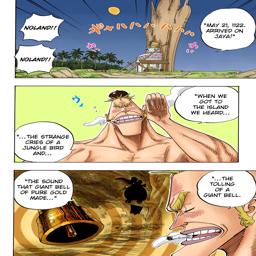 NOLAND!!
"MAY 21, 1122.
ARRIVED ON
JAYA!"
NOLAND!!
"WHEN WE
GOT TO
THE ISLAND
WE HEARD...
"...THE STRANGE
CRIES OF A
JUNGLE BIRD
AND...
"...THE
TOLLING
OF A
GIANT BELL.
"THE SOUND
THAT GIANT BELL
OF PURE GOLD
MADE..."